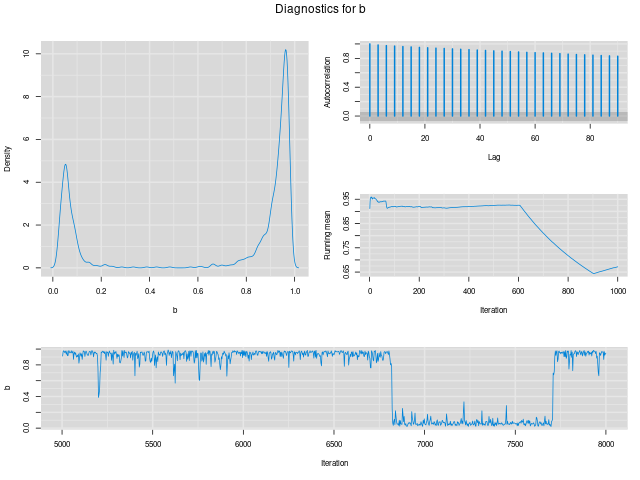 Diagnostics for b
Density
10
8
6
4
2
0
0.0 0.2 0.4 0.6 0.8 1.0
b
Autocorrelation
0.8
0.4
0.0
0 20 40 60 80
Lag
Running mean
0.95
0.85
0.75
0.65
0 200 400 600 800 1000
Iteration
b
0.8
0.4
0.0
5000 5500 6000 6500 7000 7500 8000
Iteration